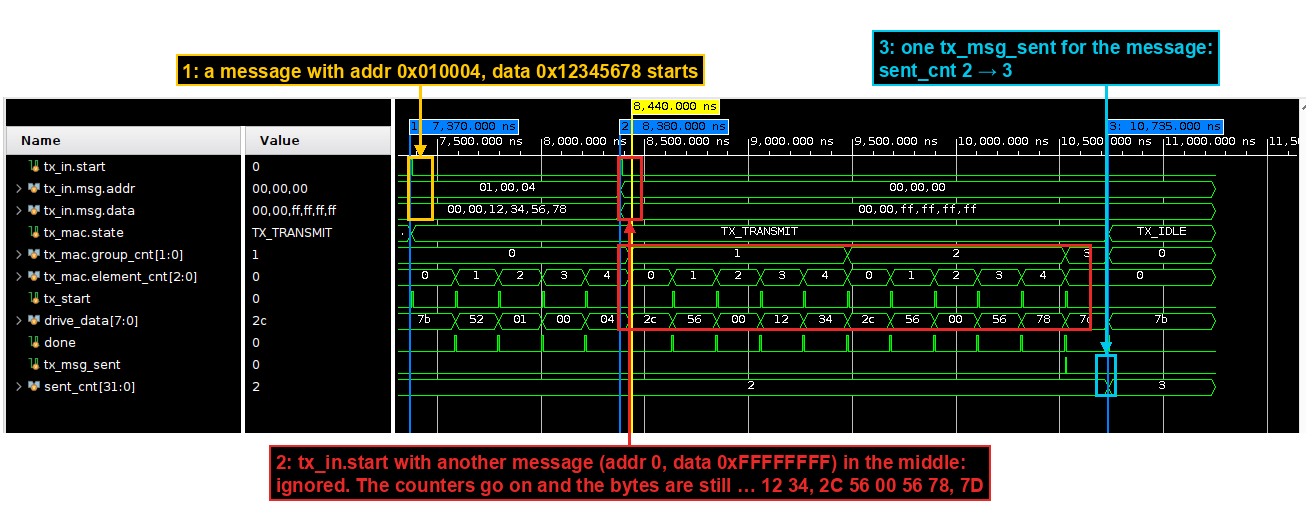 3: one tx_msg_sent for the message:
sent_cnt 2 → 3
1: a message with addr 0x010004, data 0x12345678 starts
8,440.000 ns
1 7,370.000 ns 2 8,380.000 ns 3: 10,735.000 ns
Name Value 7,500.000 ns 8,000.000 ns 8,500.000 ns 9,000.000 ns 9,500.000 ns 10,000.000 ns 10,500.000 ns 11,000.000 ns 11,5
tx_in.start 0
tx_in.msg.addr 00,00,00 01,00,04 00,00,00
tx_in.msg.data 00,00,ff,ff,ff,ff 00,00,12,34,56,78 00,00,ff,ff,ff,ff
tx_mac.state TX_TRANSMIT . TX_TRANSMIT TX_IDLE
tx_mac.group_cnt[1:0] 1 0 1 2 3 0
tx_mac.element_cnt[2:0] 0 0 1 2 3 4 0 1 2 3 4 0 1 2 3 4 0
tx_start 0
drive_data[7:0] 2c 7b 52 01 00 04 2c 56 00 12 34 2c 56 00 56 78 7d 7b
done 0
tx_msg_sent 0
sent_cnt[31:0] 2 2 3
2: tx_in.start with another message (addr 0, data 0xFFFFFFFF) in the middle:
ignored. The counters go on and the bytes are still … 12 34, 2C 56 00 56 78, 7D